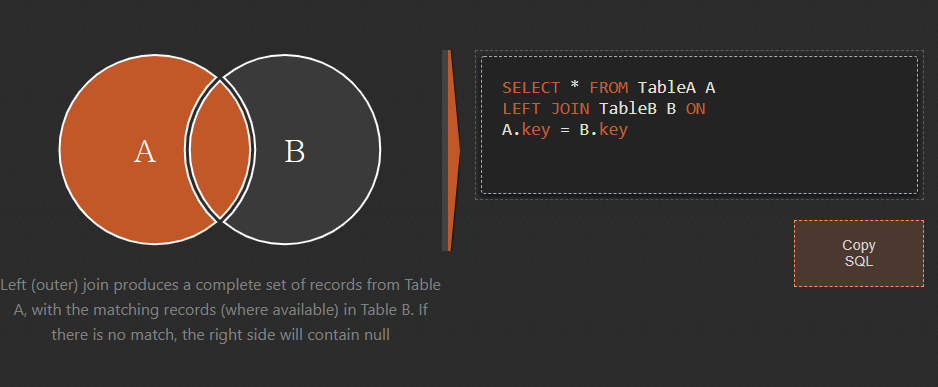 A
B
Left (outer) join produces a complete set of records from Table
A, with the matching records (where available) in Table B. If
there is no match, the right side will contain null
SELECT * FROM TableA A
LEFT JOIN TableB B ON
A.key = B.key
Copy
SQL